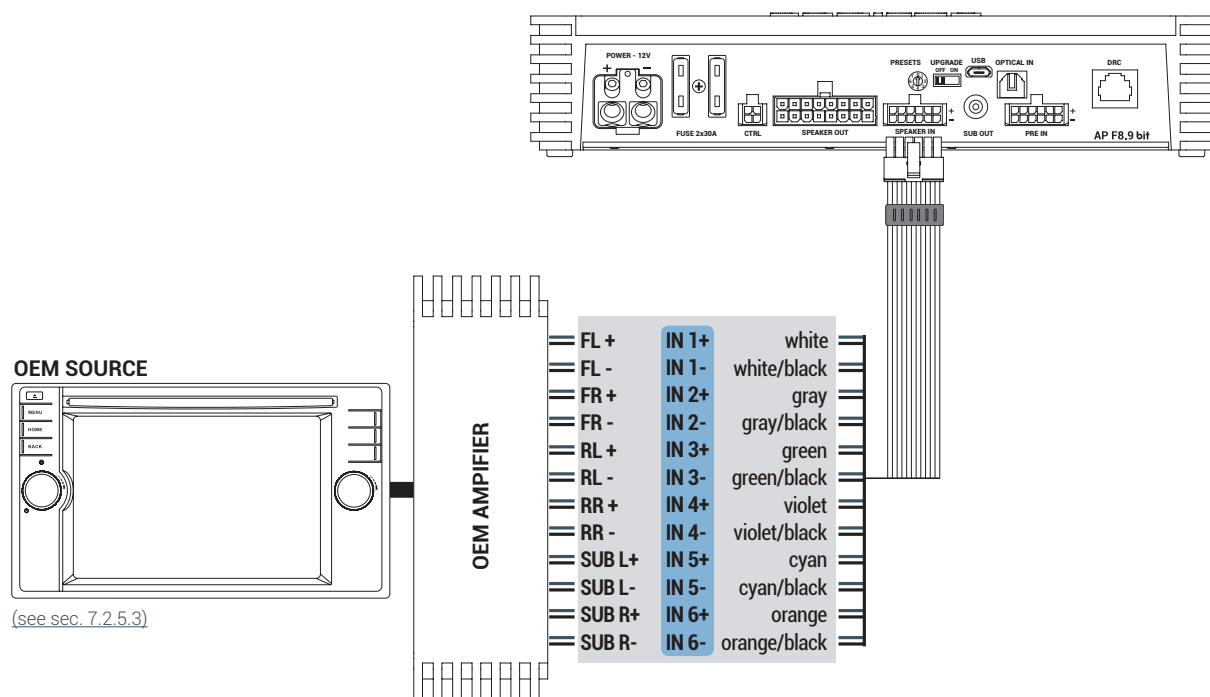 POWER - 12V
+ −
FUSE 2x30A
CTRL
SPEAKER OUT
PRESETS
UPGRADE
OFF ON
USB
OPTICAL IN
DRC
SPEAKER IN
+
-
SUB OUT
PRE IN
+
-
AP F8.9 bit
OEM SOURCE
MENU
HOME
BACK
(see sec. 7.2.5.3)
OEM AMPIFIER
FL + IN 1+ white
FL - IN 1- white/black
FR + IN 2+ gray
FR - IN 2- gray/black
RL + IN 3+ green
RL - IN 3- green/black
RR + IN 4+ violet
RR - IN 4- violet/black
SUB L+ IN 5+ cyan
SUB L- IN 5- cyan/black
SUB R+ IN 6+ orange
SUB R- IN 6- orange/black